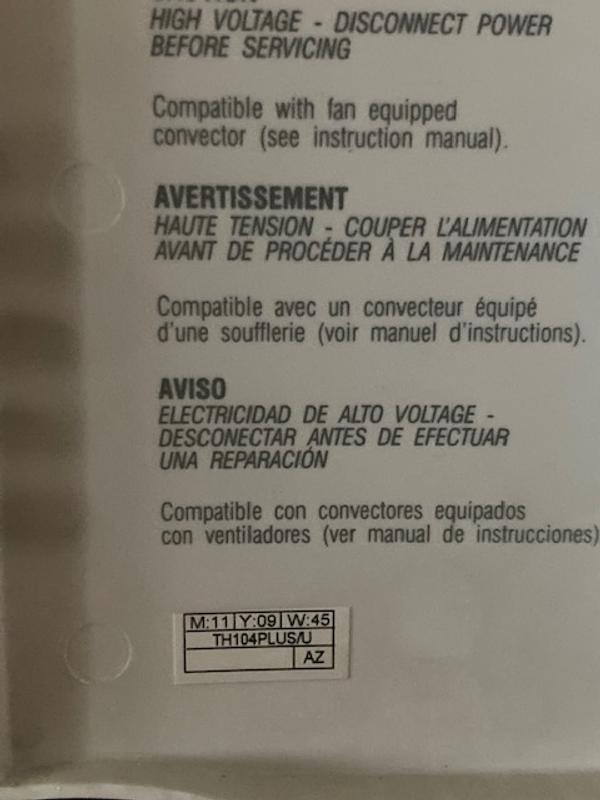 HIGH VOLTAGE - DISCONNECT POWER
BEFORE SERVICING
Compatible with fan equipped
convector (see instruction manual).
AVERTISSEMENT
HAUTE TENSION - COUPER L'ALIMENTATION
AVANT DE PROCÉDER À LA MAINTENANCE
Compatible avec un convecteur équipé
d'une soufflerie (voir manuel d'instructions).
AVISO
ELECTRICIDAD DE ALTO VOLTAGE -
DESCONECTAR ANTES DE EFECTUAR
UNA REPARACIÓN
Compatible con convectores equipados
con ventiladores (ver manual de instrucciones)
M:11 Y:09 W:45
TH104PLUS/U
AZ